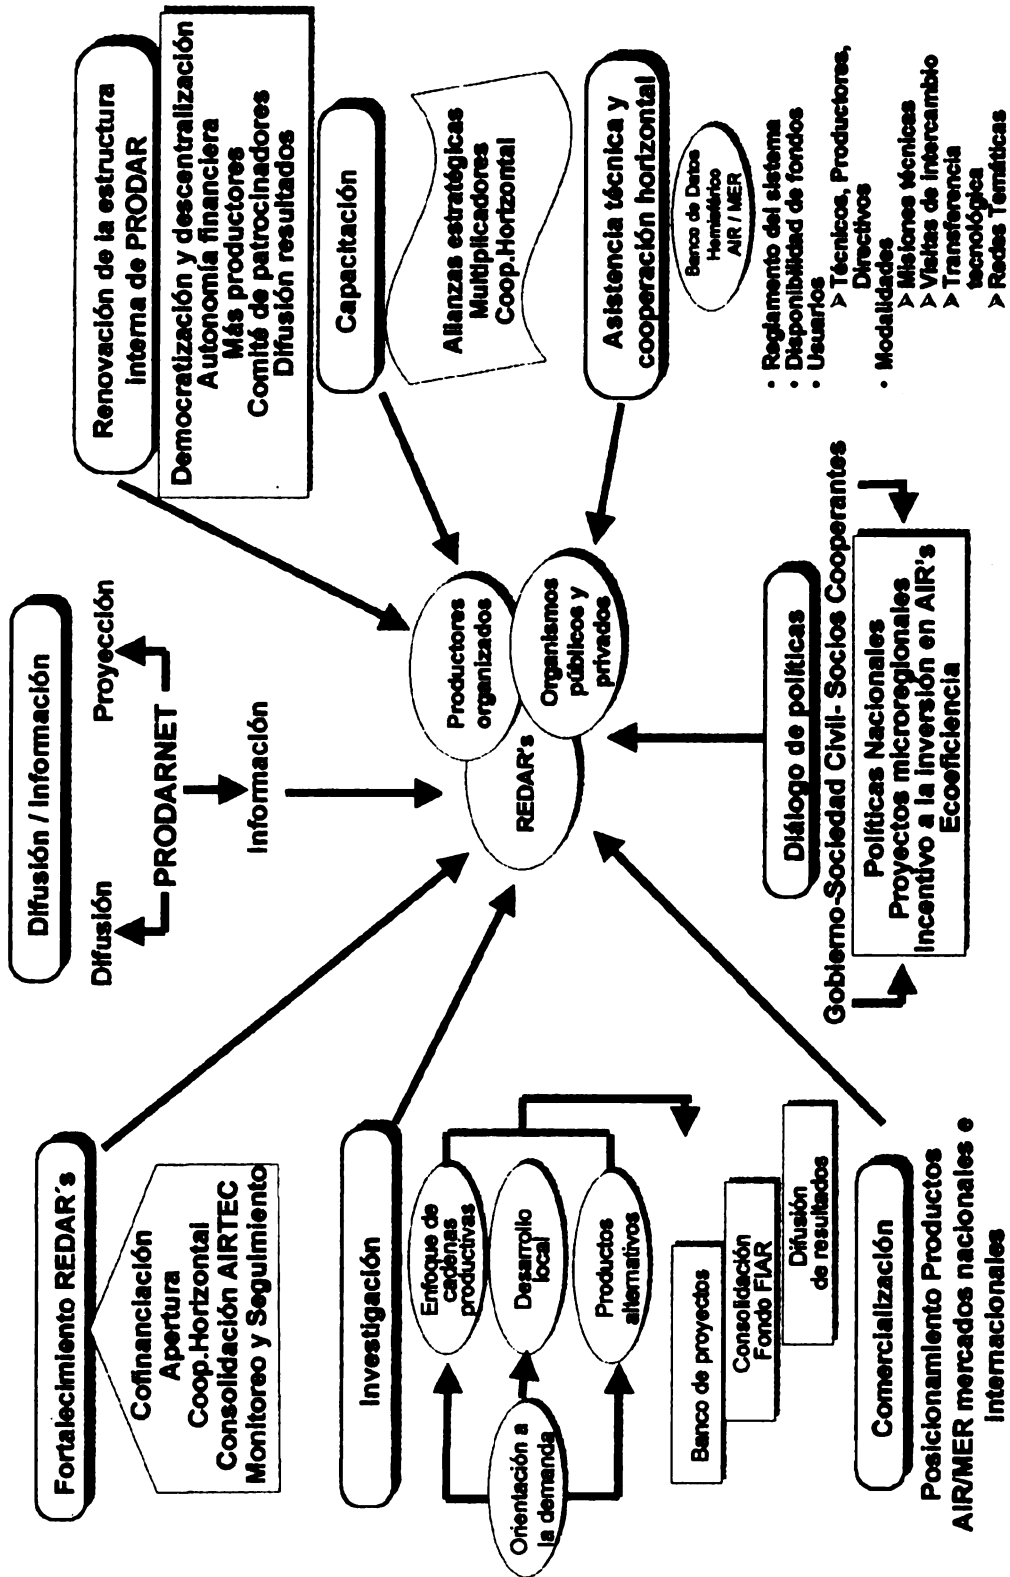 Fortalecimiento REDAR´s
Cofinanciación
Apertura
Coop.Horizontal
Consolidación AIRTEC
Monitoreo y Seguimiento
Difusión / Información
Difusión
Proyección
PRODARNET
Información
Renovación de la estructura
interna de PRODAR
Democratización y descentralización
Autonomía financiera
Más productores
Comité de patrocinadores
Difusión resultados
Capacitación
Alianzas estratégicas
Multiplicadores
Coop.Horizontal
Asistencia técnica y
cooperación horizontal
Banco de Datos
Hemisférico
AIR / MER
· Reglamento del sistema
· Disponibilidad de fondos
· Usuarios
➢ Técnicos, Productores,
Directivos
· Modalidades
➢ Misiones técnicas
➢ Visitas de intercambio
➢ Transferencia
tecnológica
➢ Redes Temáticas
Productores
organizados
Organismos
públicos y
privados
REDAR's
Investigación
Orientación a
la demanda
Enfoque de
cadenas
productivas
Desarrollo
local
Productos
alternativos
Banco de proyectos
Consolidación
Fondo FIAR
Difusión
de resultados
Comercialización
Posicionamiento Productos
AIR/MER mercados nacionales e
internacionales
Diálogo de políticas
Gobierno-Sociedad Civil- Socios Cooperantes
Políticas Nacionales
Proyectos microregionales
Incentivo a la inversión en AIR's
Ecoeficiencia